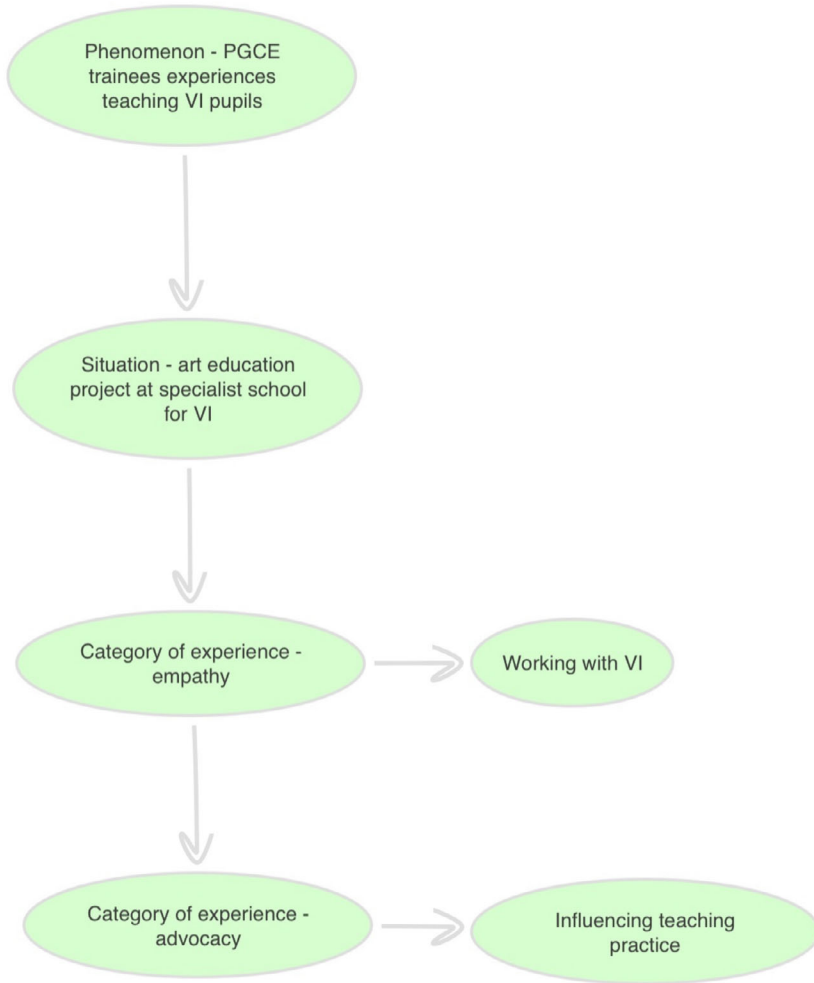 Phenomenon - PGCE
trainees experiences
teaching VI pupils
Situation - art education
project at specialist school
for VI
Category of experience -
empathy
Working with VI
Category of experience -
advocacy
Influencing teaching
practice